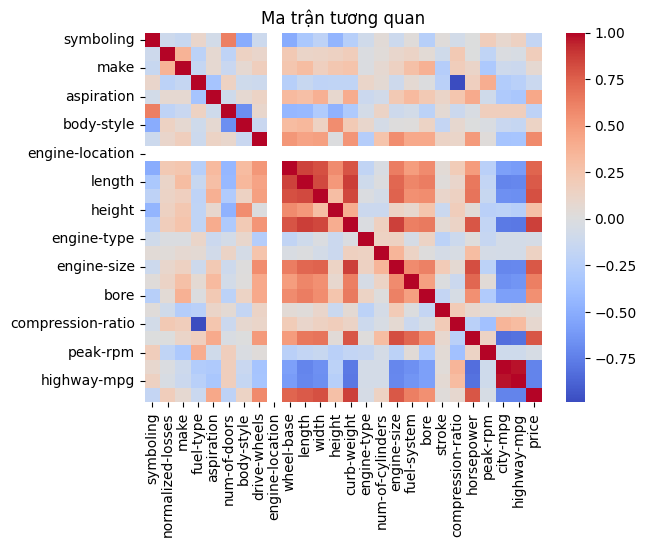 Ma trận tương quan
symboling
make
aspiration
body-style
engine-location
length
height
engine-type
engine-size
bore
compression-ratio
peak-rpm
highway-mpg
symboling
normalized-losses
make
fuel-type
aspiration
num-of-doors
body-style
drive-wheels
engine-location
wheel-base
length
width
height
curb-weight
engine-type
num-of-cylinders
engine-size
fuel-system
bore
stroke
compression-ratio
horsepower
peak-rpm
city-mpg
highway-mpg
price
1.00
0.75
0.50
0.25
0.00
−0.25
−0.50
−0.75